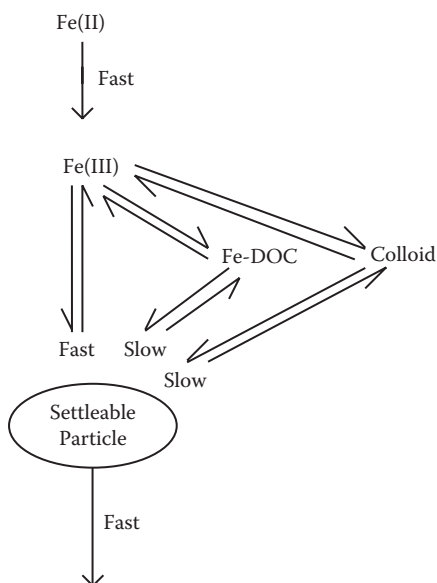 Fe(II)
Fast
Fe(III)
Fe-DOC
Colloid
Fast
Slow
Slow
Settleable
Particle
Fast